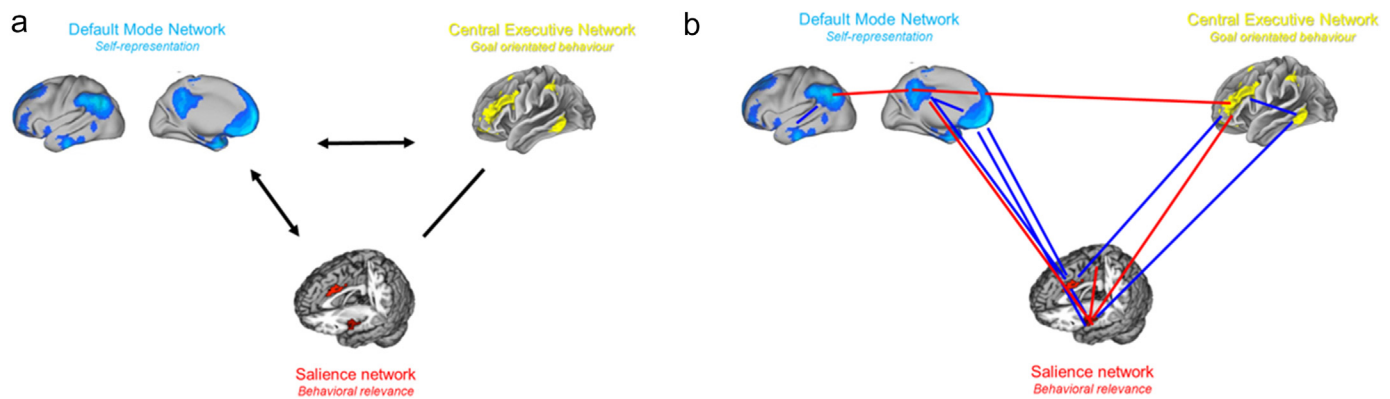 a
Default Mode Network
Self-representation
Central Executive Network
Goal orientated behaviour
Salience network
Behavioral relevance
b
Default Mode Network
Self-representation
Central Executive Network
Goal orientated behaviour
Salience network
Behavioral relevance